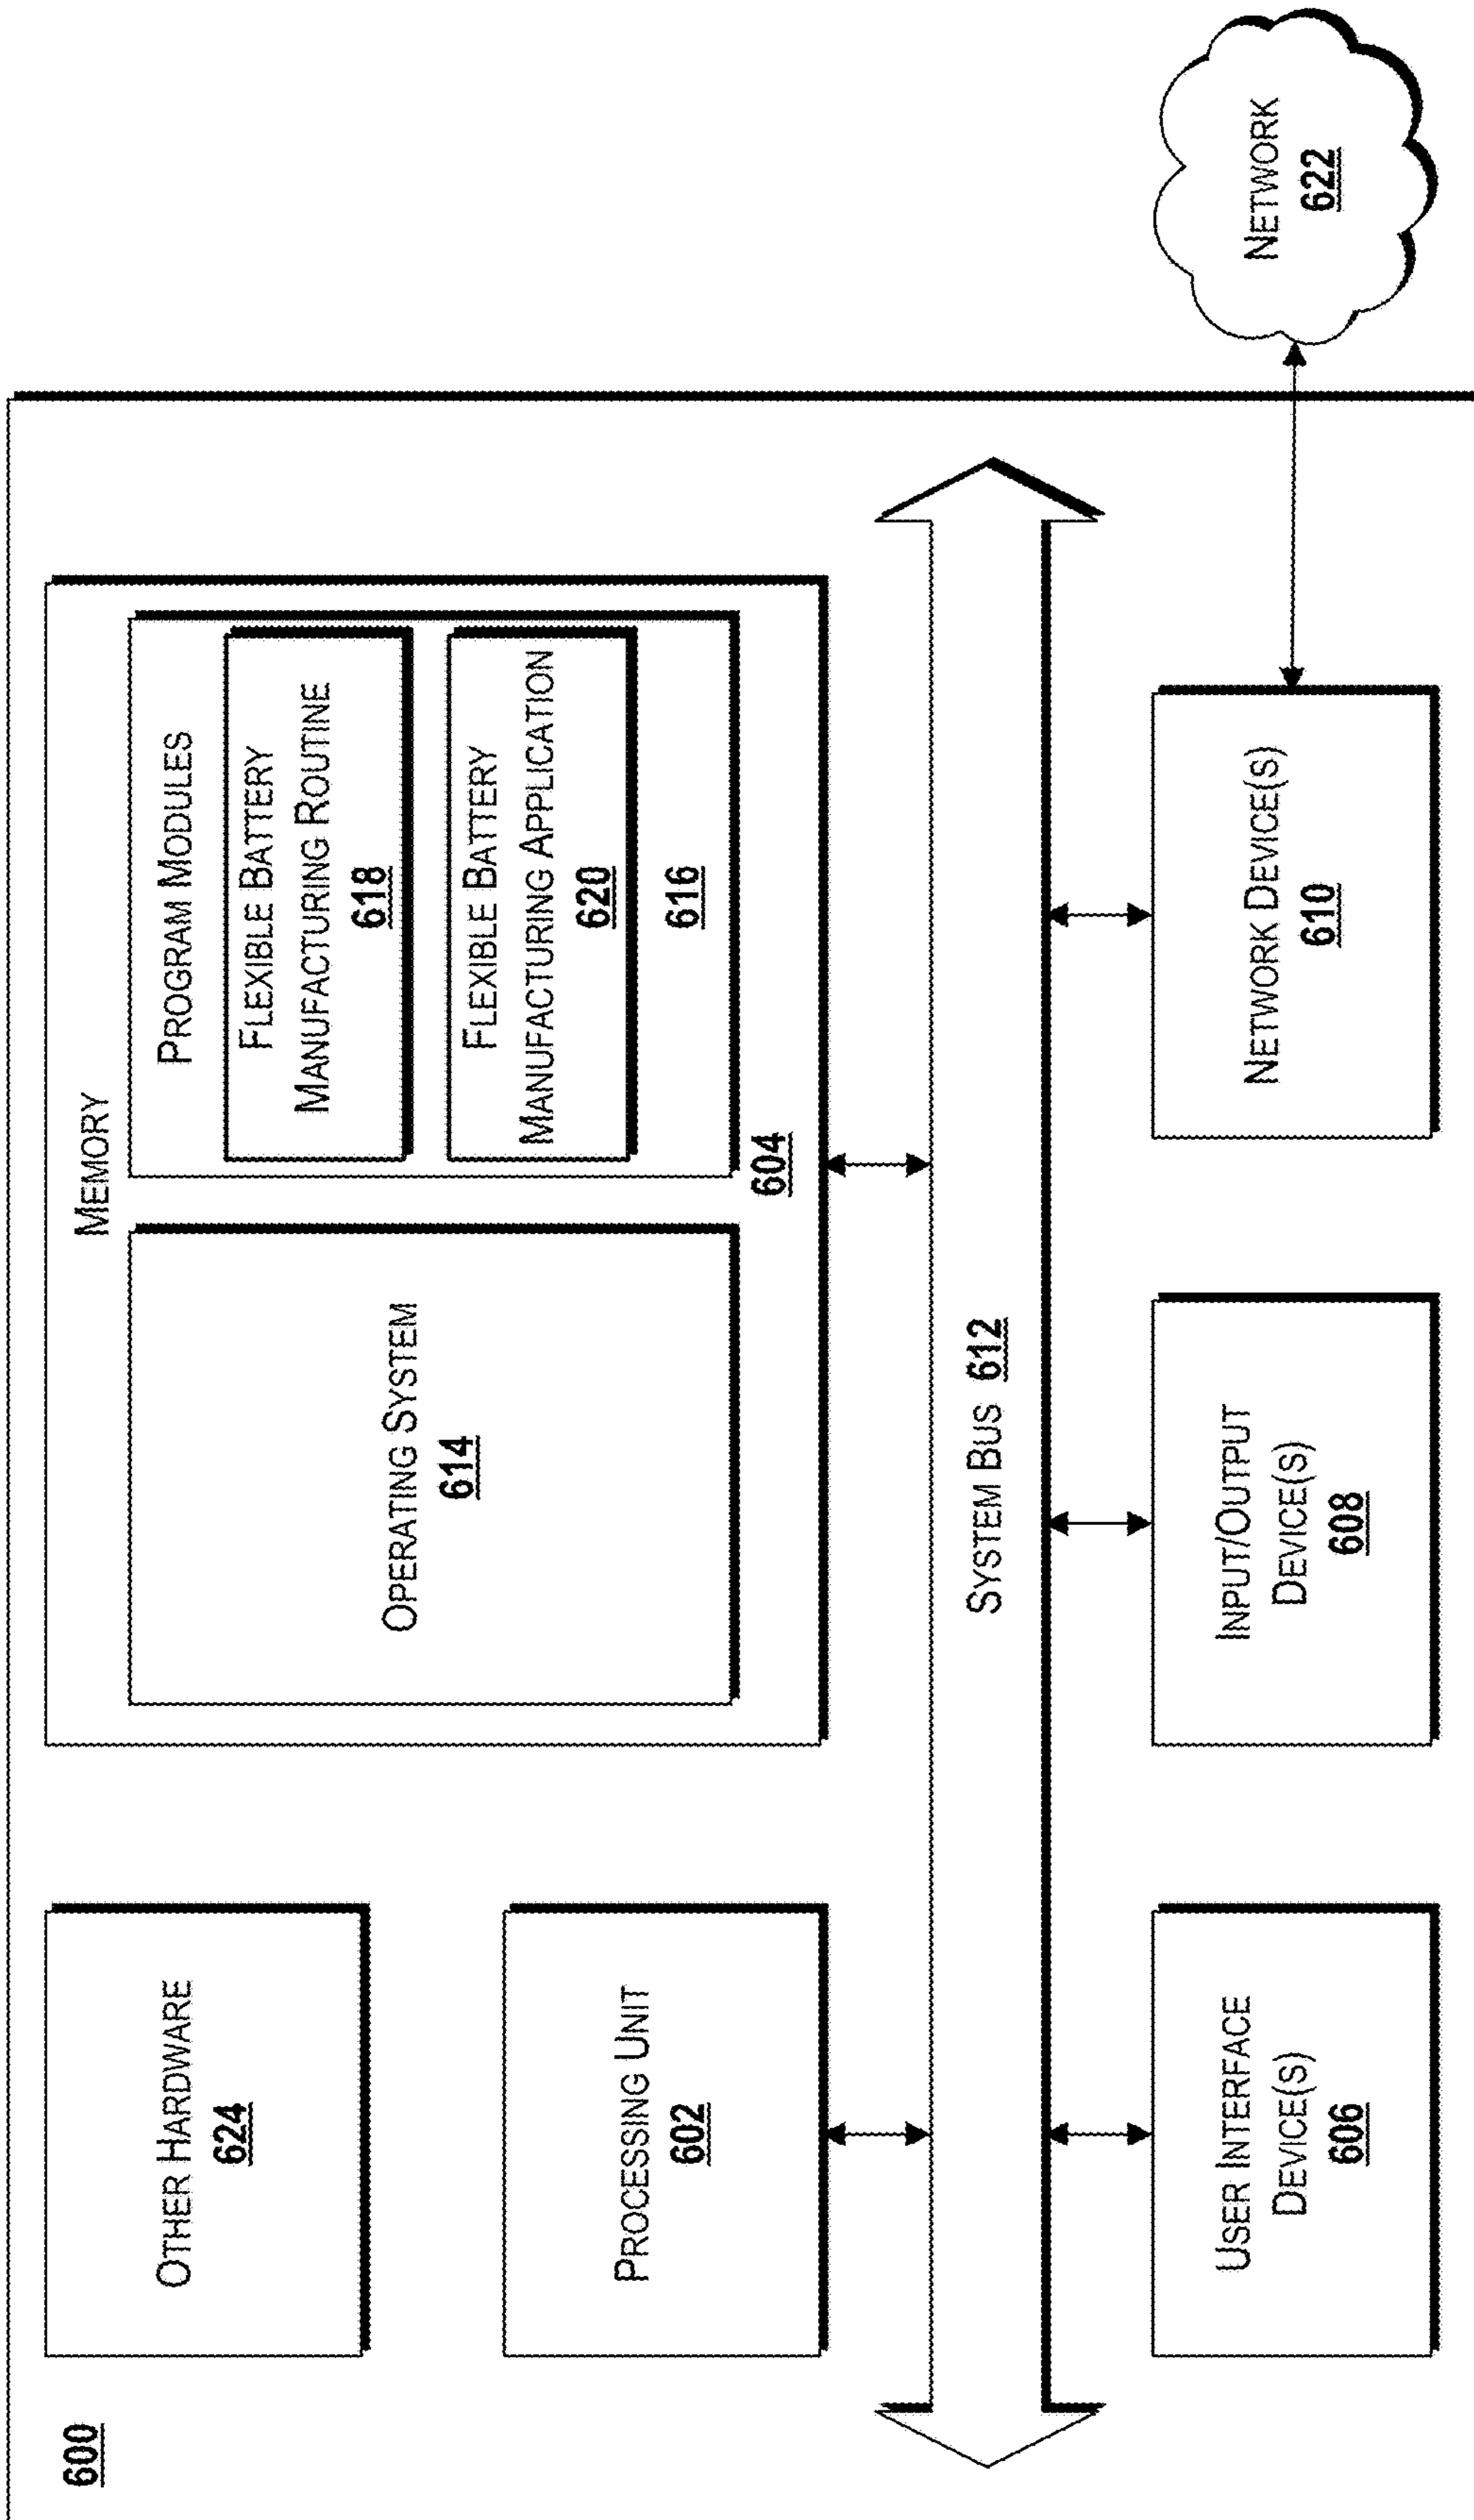 600
OTHER HARDWARE
624
PROCESSING UNIT
602
MEMORY
OPERATING SYSTEM
614
PROGRAM MODULES
FLEXIBLE BATTERY
MANUFACTURING ROUTINE
618
FLEXIBLE BATTERY
MANUFACTURING APPLICATION
620
616
604
SYSTEM BUS 612
USER INTERFACE
DEVICE(S)
606
INPUT/OUTPUT
DEVICE(S)
608
NETWORK DEVICE(S)
610
NETWORK
622